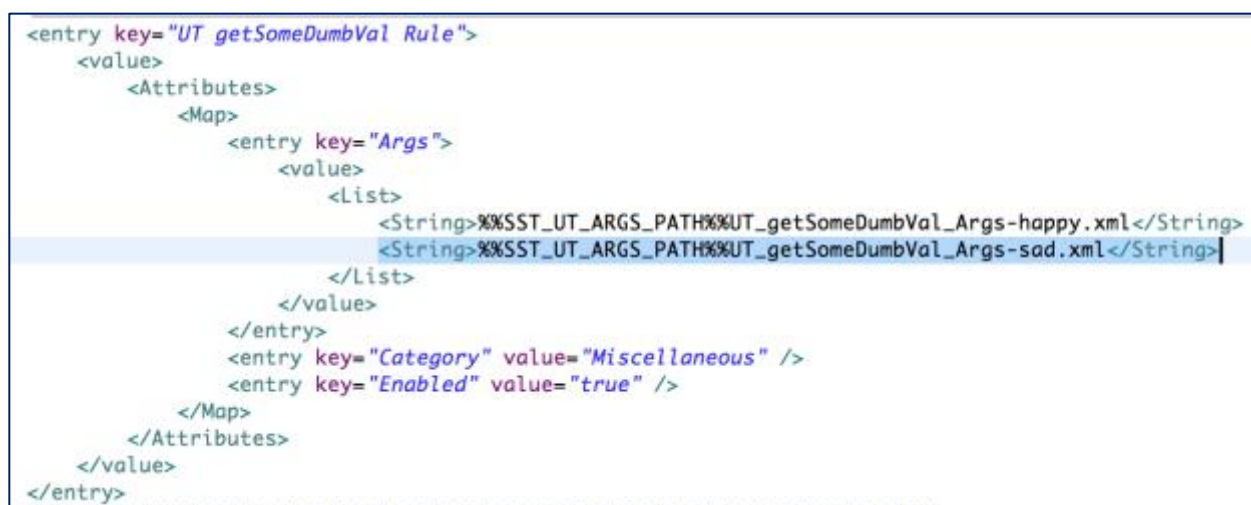 <entry key="UT getSomeDumbVal Rule">
<value>
<Attributes>
<Map>
<entry key="Args">
<value>
<List>
<String>%%SST_UT_ARGS_PATH%%UT_getSomeDumbVal_Args-happy.xml</String>
<String>%%SST_UT_ARGS_PATH%%UT_getSomeDumbVal_Args-sad.xml</String>
</List>
</value>
</entry>
<entry key="Category" value="Miscellaneous" />
<entry key="Enabled" value="true" />
</Map>
</Attributes>
</value>
</entry>